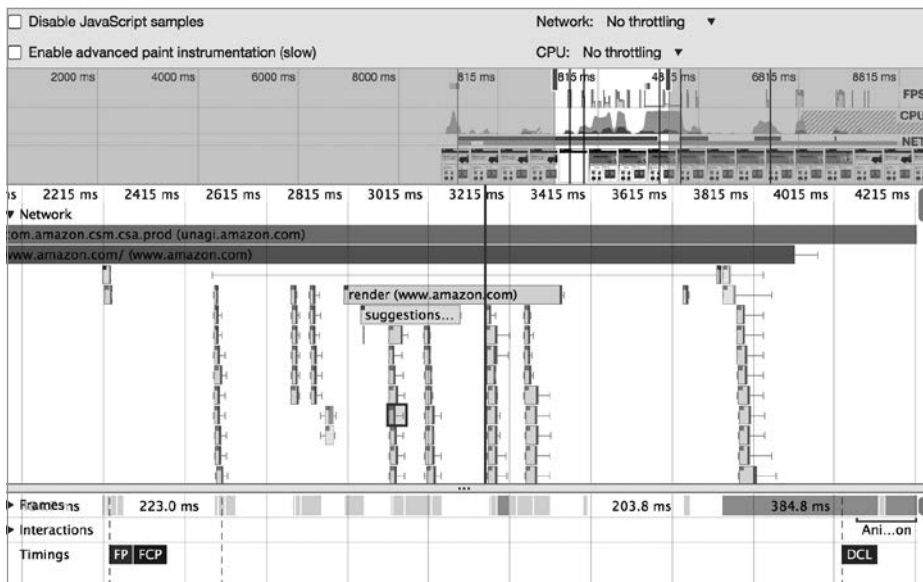 Disable JavaScript samples
Network: No throttling ▼
Enable advanced paint instrumentation (slow)
CPU: No throttling ▼
2000 ms 4000 ms 6000 ms 8000 ms 815 ms 815 ms 4815 ms 6815 ms 8815 ms
FPS
CPU
NET
2215 ms 2415 ms 2615 ms 2815 ms 3015 ms 3215 ms 3415 ms 3615 ms 3815 ms 4015 ms 4215 ms
▼ Network
om.amazon.csm.csa.prod (unagi.amazon.com)
www.amazon.com/ (www.amazon.com)
render (www.amazon.com)
suggestions...
...
Frames 223.0 ms 203.8 ms 384.8 ms
Interactions Ani...on
Timings FP FCP DCL